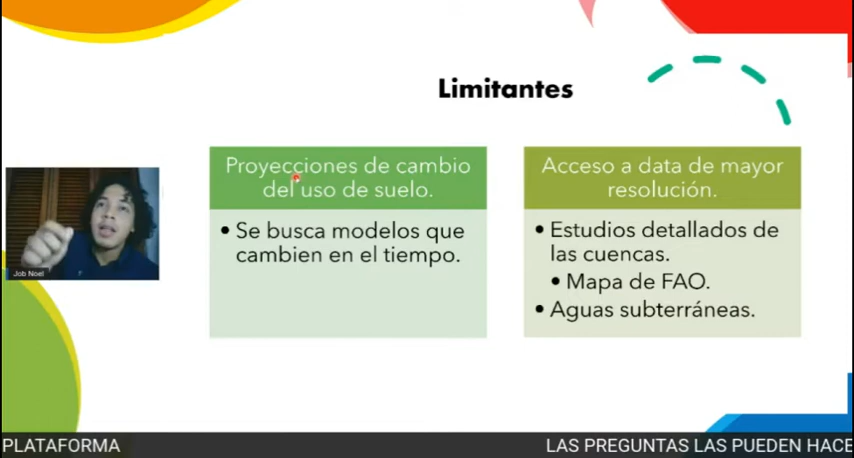 Limitantes
Proyecciones de cambio
del uso de suelo.
• Se busca modelos que
cambien en el tiempo.
Acceso a data de mayor
resolución.
• Estudios detallados de
las cuencas.
• Mapa de FAO.
• Aguas subterráneas.
Job Noel
PLATAFORMA
LAS PREGUNTAS LAS PUEDEN HACE